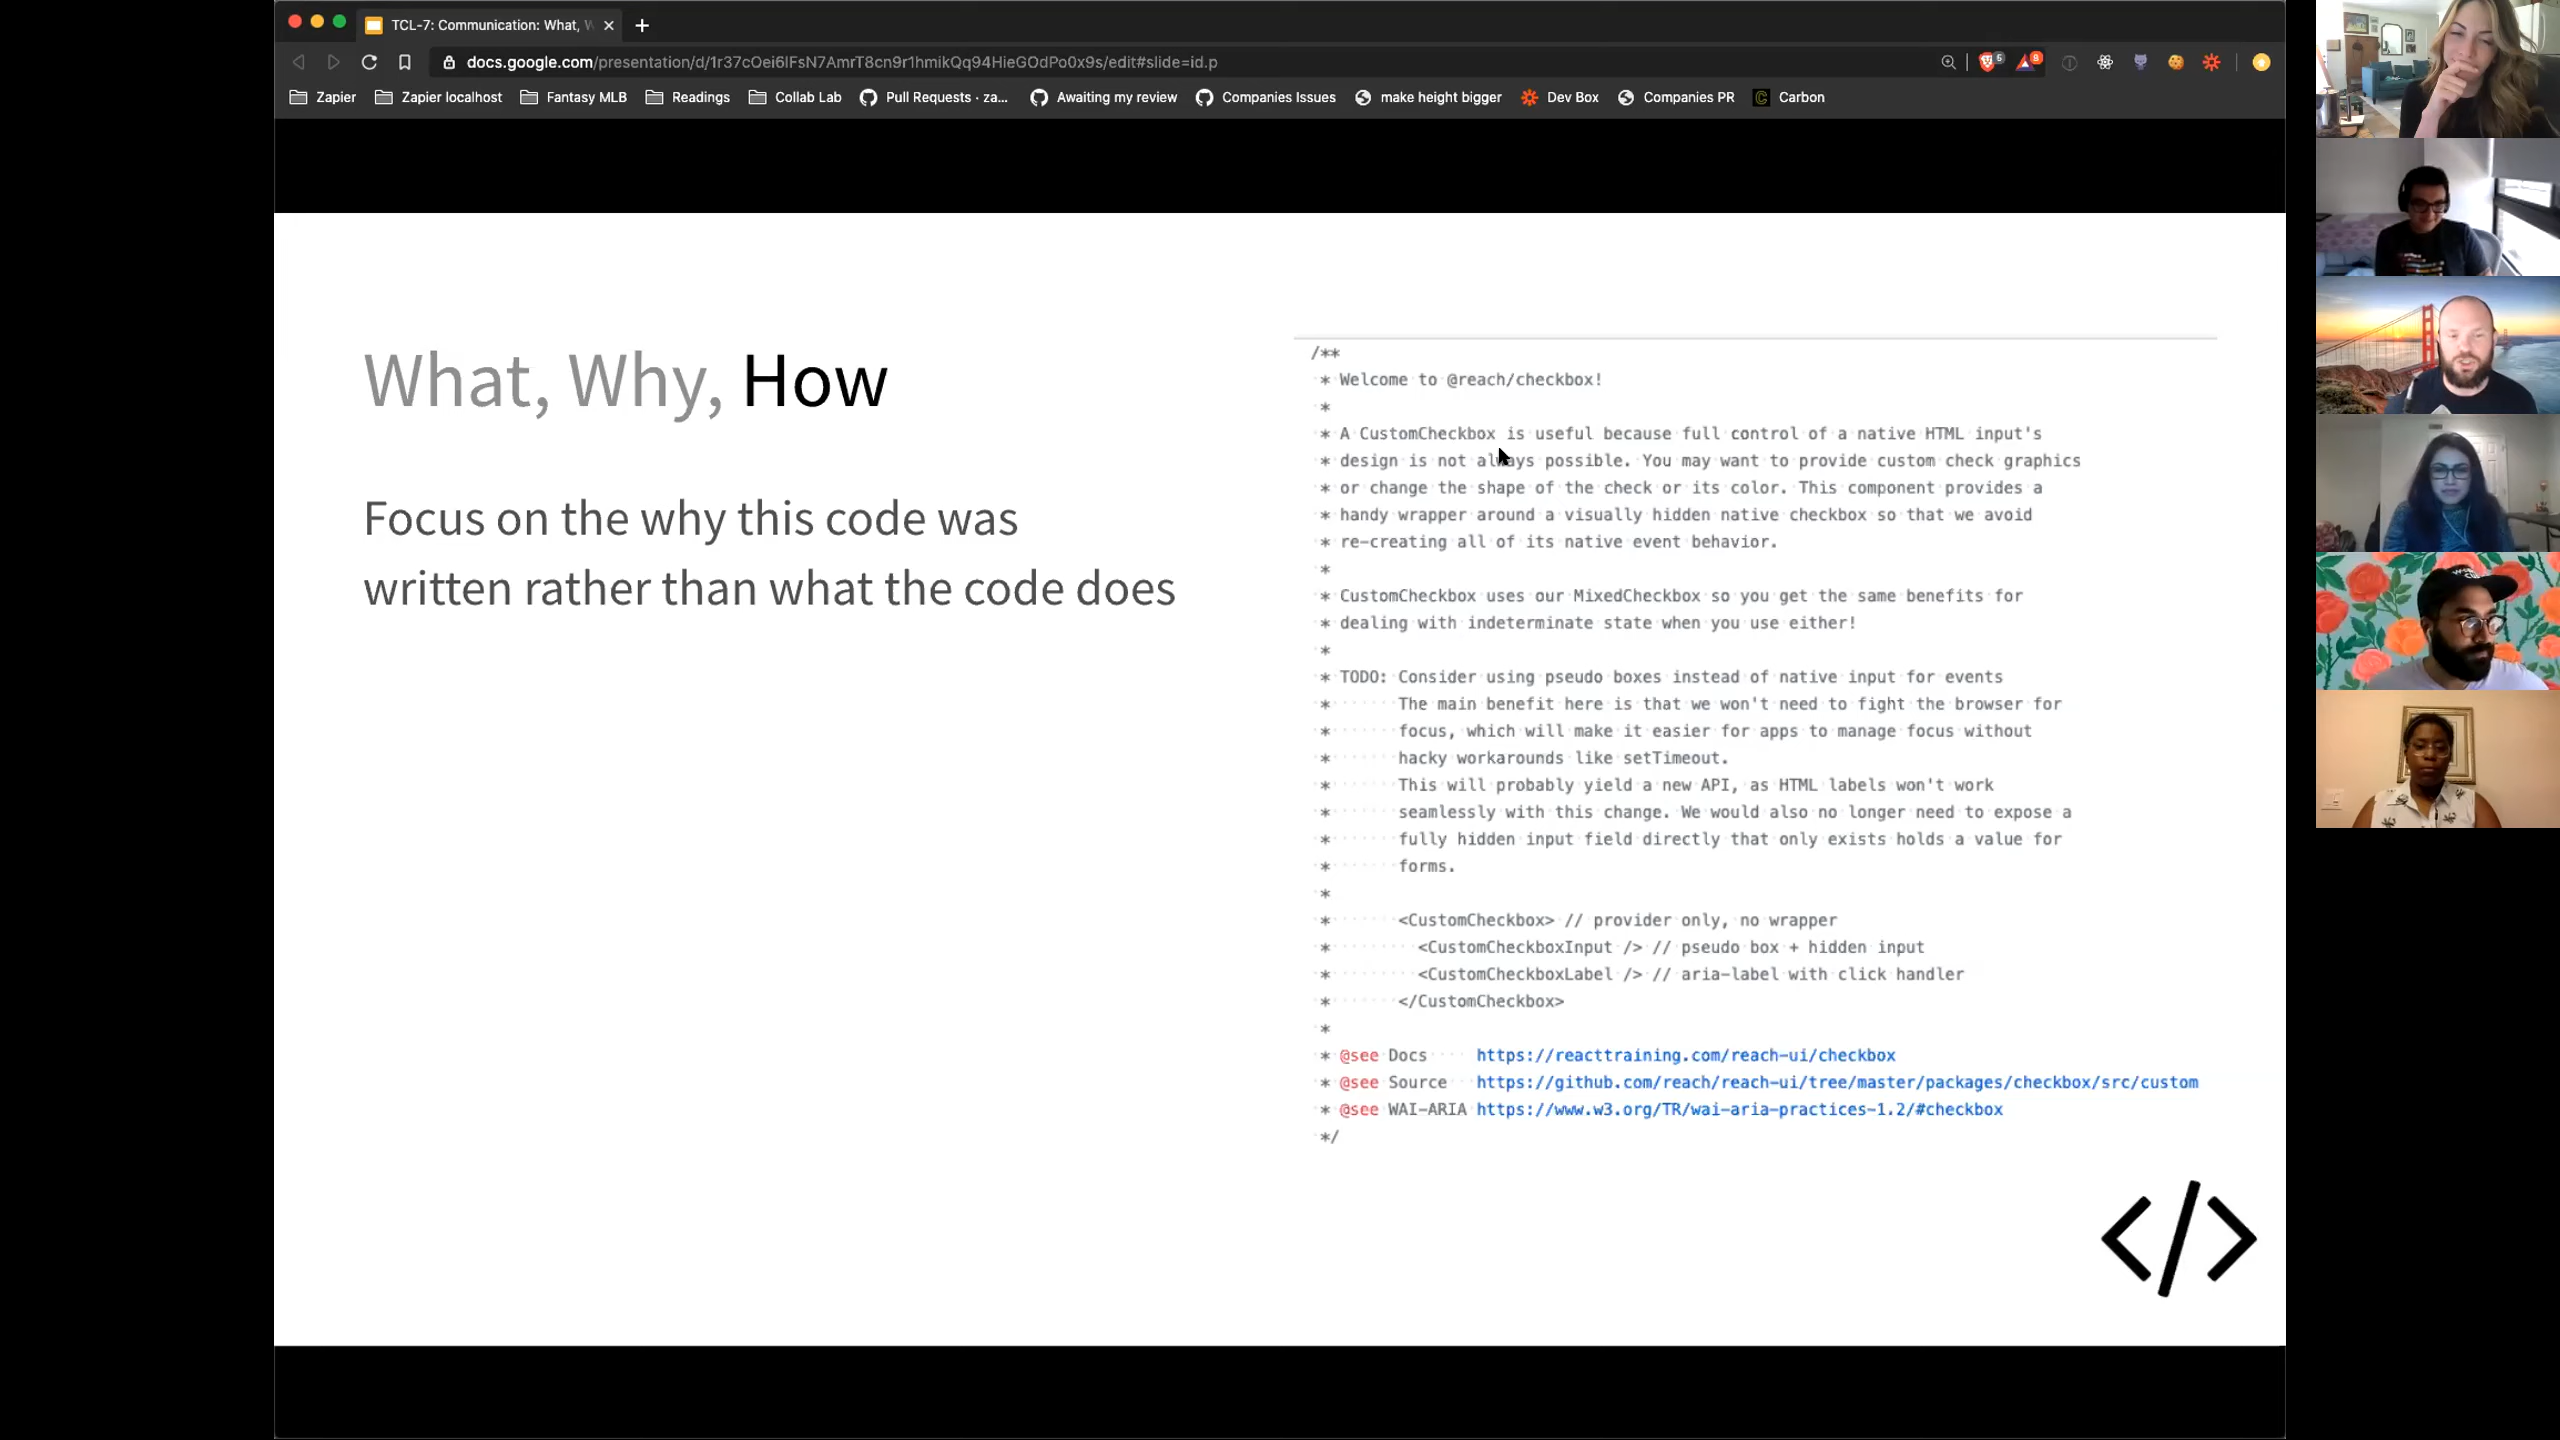 TCL-7: Communication: What, W
docs.google.com/presentation/d/1r37cOei6lFsN7AmrT8cn9r1hmikQq94HieGOdPo0x9s/edit#slide=id.p
5
8
Zapier
Zapier localhost
Fantasy MLB
Readings
Collab Lab
Pull Requests · za...
Awaiting my review
Companies Issues
make height bigger
Dev Box
Companies PR
Carbon
What, Why, How
Focus on the why this code was
written rather than what the code does
/**
* Welcome to @reach/checkbox!
*
* A CustomCheckbox is useful because full control of a native HTML input's
* design is not always possible. You may want to provide custom check graphics
* or change the shape of the check or its color. This component provides a
* handy wrapper around a visually hidden native checkbox so that we avoid
* re-creating all of its native event behavior.
*
* CustomCheckbox uses our MixedCheckbox so you get the same benefits for
* dealing with indeterminate state when you use either!
*
* TODO: Consider using pseudo boxes instead of native input for events
* The main benefit here is that we won't need to fight the browser for
* focus, which will make it easier for apps to manage focus without
* hacky workarounds like setTimeout.
* This will probably yield a new API, as HTML labels won't work
* seamlessly with this change. We would also no longer need to expose a
* fully hidden input field directly that only exists holds a value for
* forms.
*
* <CustomCheckbox> // provider only, no wrapper
* <CustomCheckboxInput /> // pseudo box + hidden input
* <CustomCheckboxLabel /> // aria-label with click handler
* </CustomCheckbox>
*
* @see Docs https://reacttraining.com/reach-ui/checkbox
* @see Source https://github.com/reach/reach-ui/tree/master/packages/checkbox/src/custom
* @see WAI-ARIA https://www.w3.org/TR/wai-aria-practices-1.2/#checkbox
*/
</>